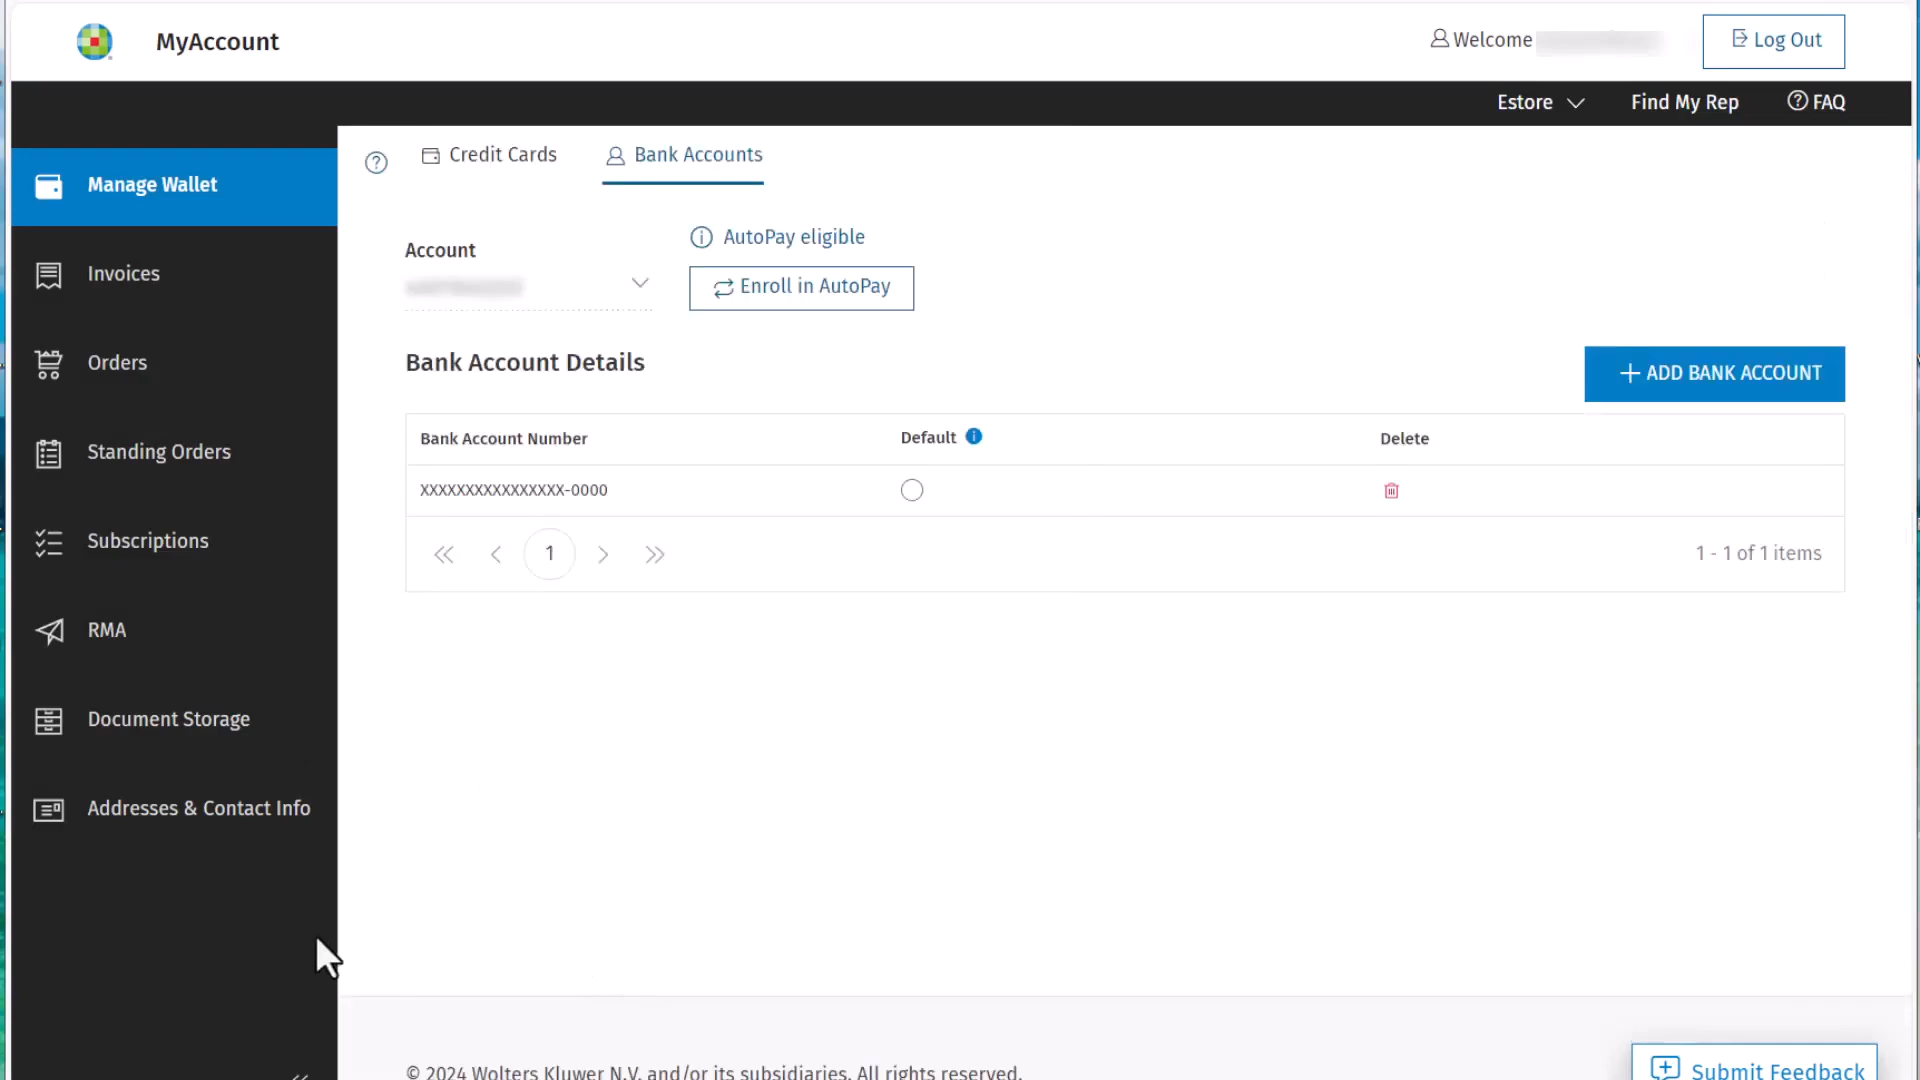 MyAccount
Welcome
Log Out
Estore
Find My Rep
FAQ
Manage Wallet
Invoices
Orders
Standing Orders
Subscriptions
RMA
Document Storage
Addresses & Contact Info
Credit Cards
Bank Accounts
Account
AutoPay eligible
Enroll in AutoPay
Bank Account Details
ADD BANK ACCOUNT
Bank Account Number Default Delete
XXXXXXXXXXXXXXXX-0000
1
1 - 1 of 1 items
© 2024 Wolters Kluwer N.V. and/or its subsidiaries. All rights reserved.
Submit Feedback